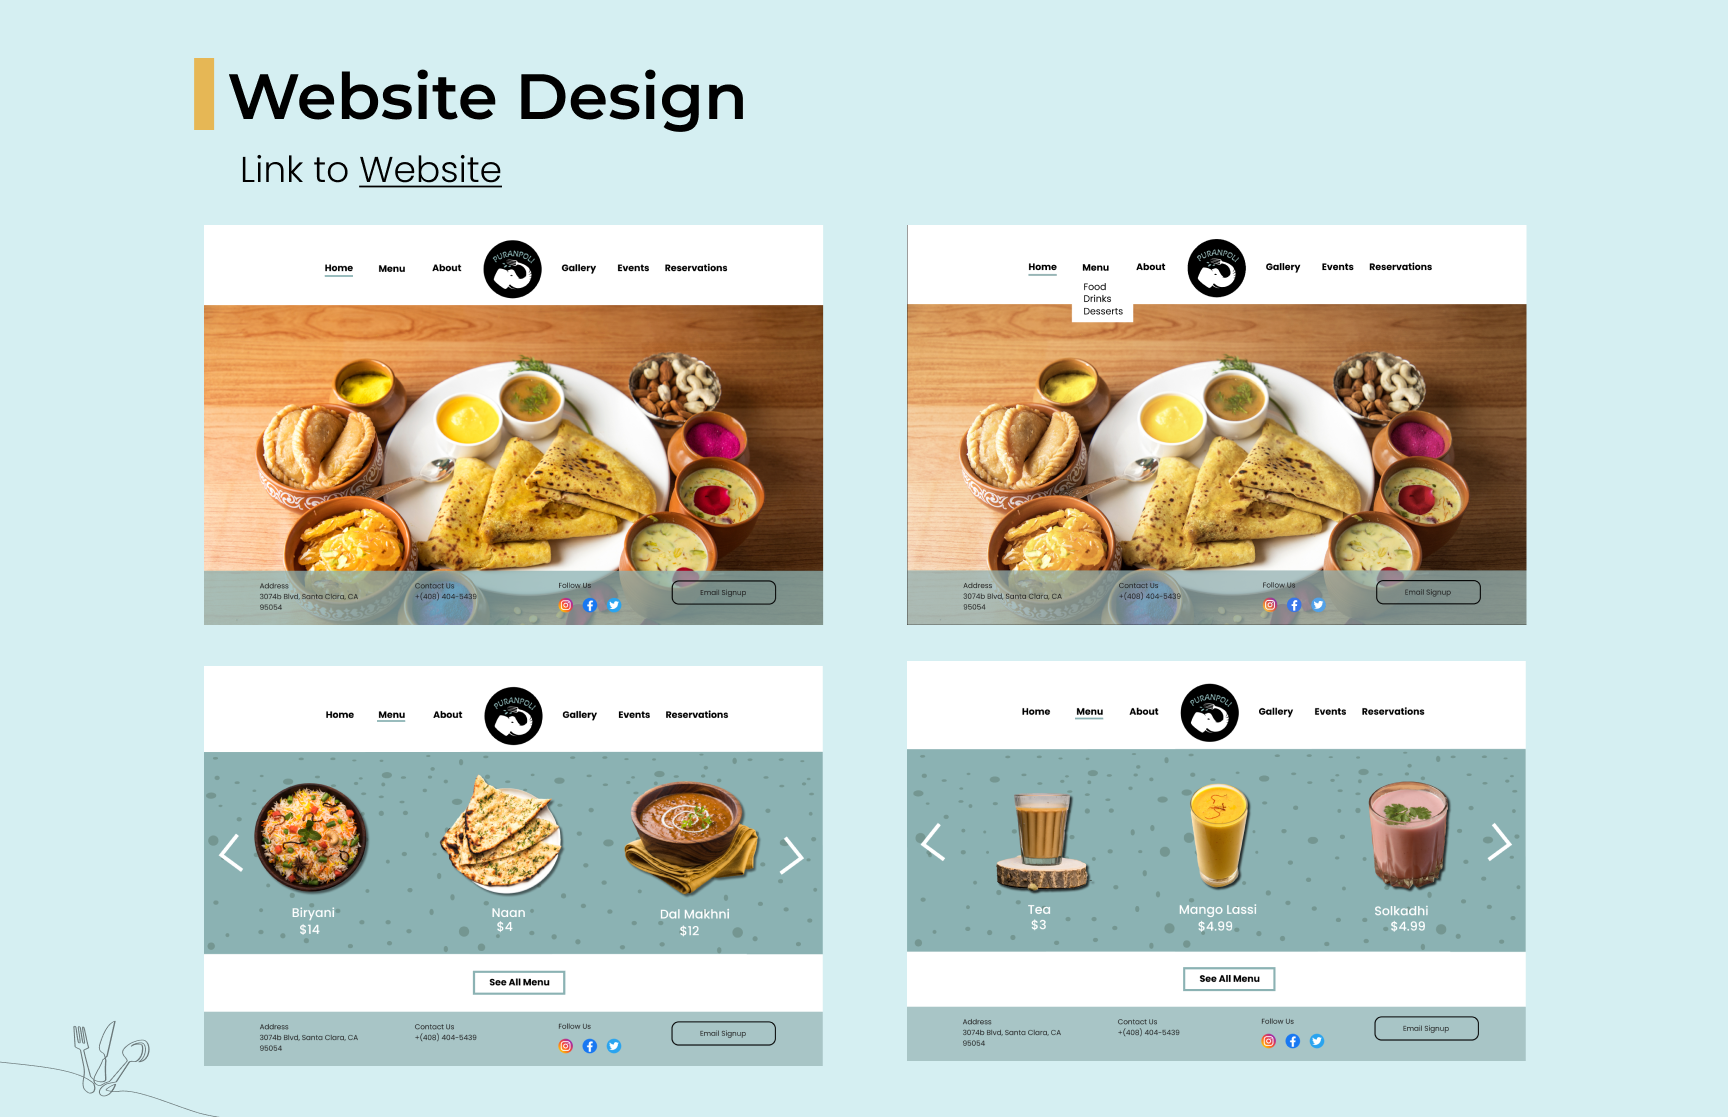 Website Design
Link to Website
Home Menu About PURANPOLI Gallery Events Reservations
Address
3074b Blvd, Santa Clara, CA
95054
Contact Us
+(408) 404-5439
Follow Us
Email Signup
Home Menu About PURANPOLI Gallery Events Reservations
Food
Drinks
Desserts
Address
3074b Blvd, Santa Clara, CA
95054
Contact Us
+(408) 404-5439
Follow Us
Email Signup
Home Menu About PURANPOLI Gallery Events Reservations
Biryani
$14
Naan
$4
Dal Makhni
$12
See All Menu
Address
3074b Blvd, Santa Clara, CA
95054
Contact Us
+(408) 404-5439
Follow Us
Email Signup
Home Menu About PURANPOLI Gallery Events Reservations
Tea
$3
Mango Lassi
$4.99
Solkadhi
$4.99
See All Menu
Address
3074b Blvd, Santa Clara, CA
95054
Contact Us
+(408) 404-5439
Follow Us
Email Signup